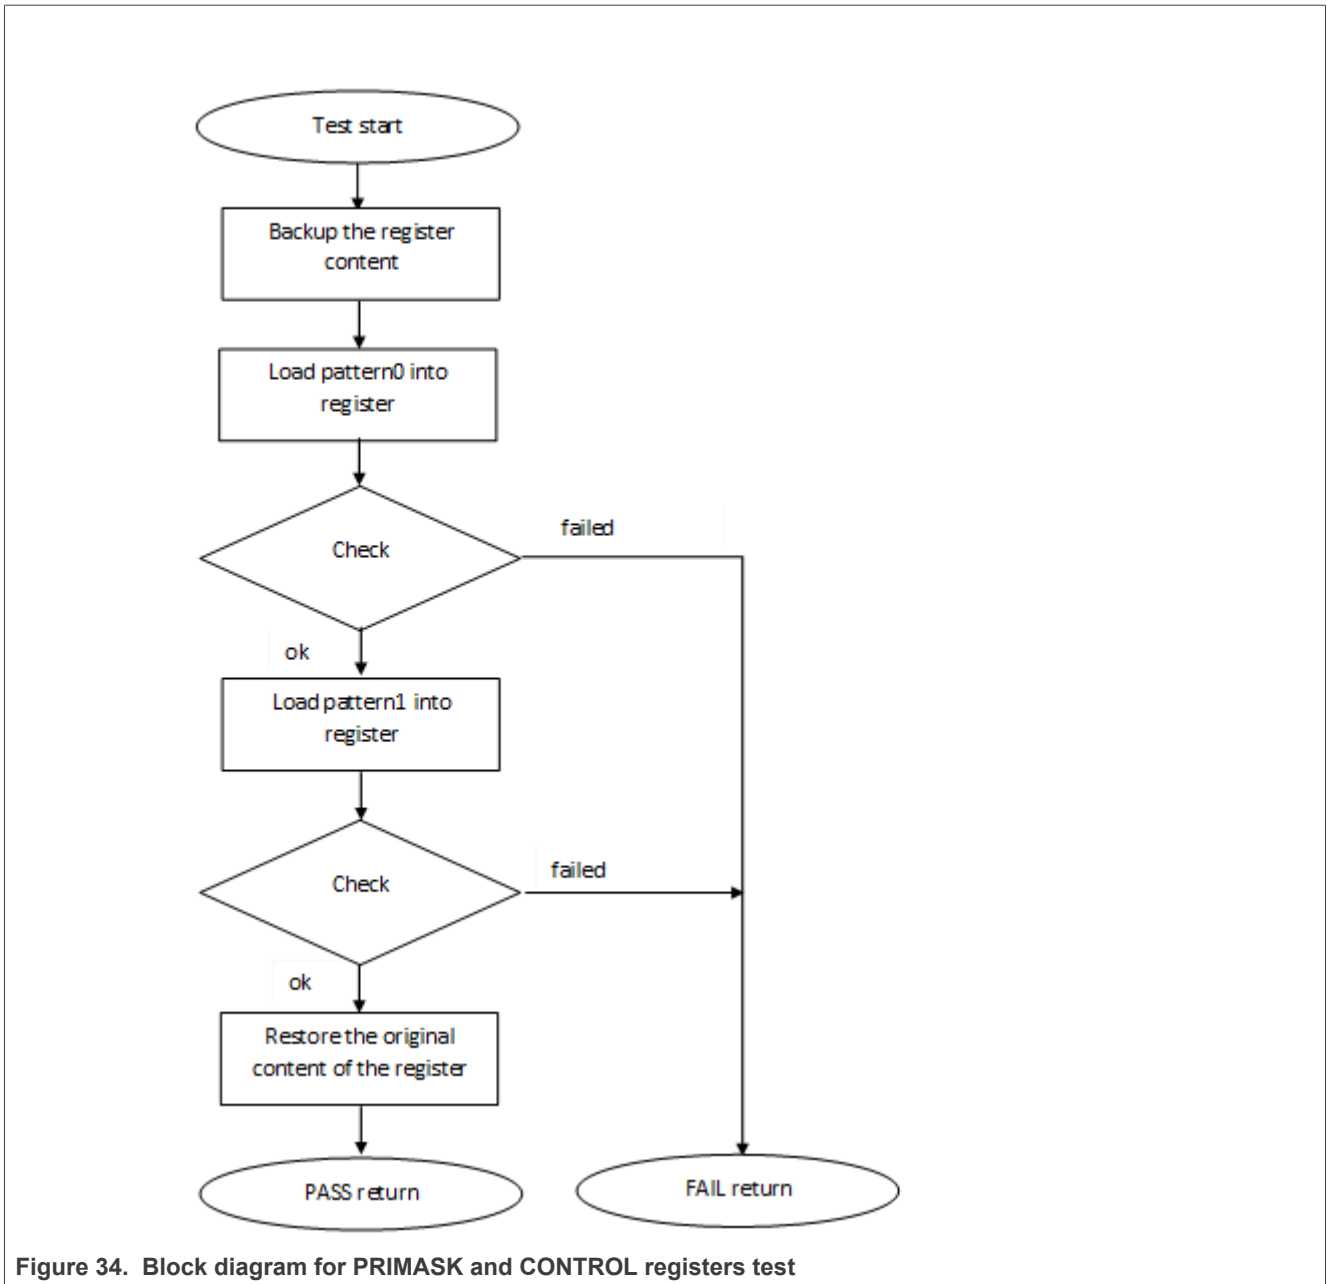 Test start
Backup the register
content
Load pattern0 into
register
Check
failed
ok
Load pattern1 into
register
Check
failed
ok
Restore the original
content of the register
PASS return
FAIL return
Figure 34. Block diagram for PRIMASK and CONTROL registers test